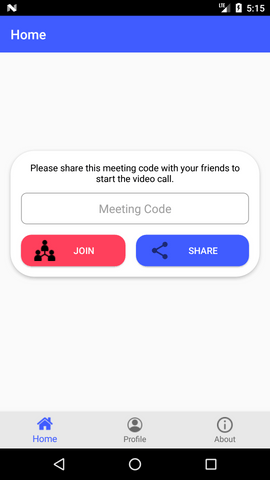 LTE 5:15
Home
Please share this meeting code with your friends to
start the video call.
Meeting Code
JOIN SHARE
Home Profile About